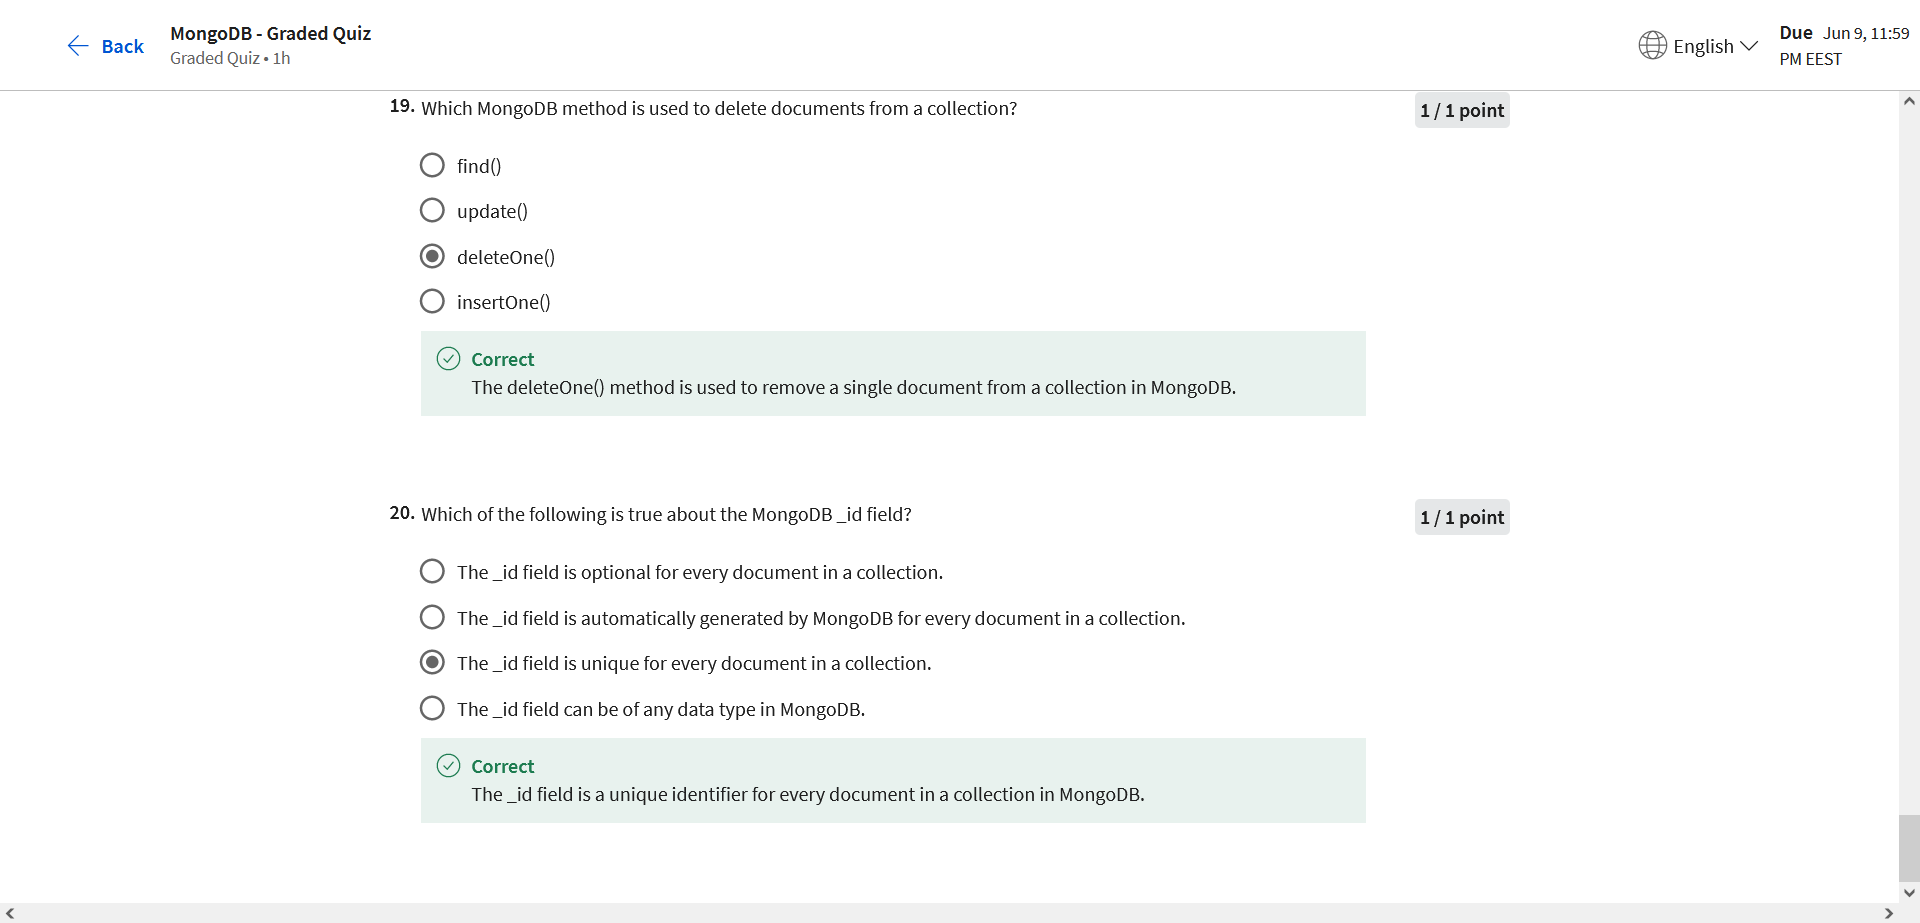 Back
MongoDB - Graded Quiz
Graded Quiz • 1h
English
Due Jun 9, 11:59
PM EEST
19. Which MongoDB method is used to delete documents from a collection?
1 / 1 point
find()
update()
deleteOne()
insertOne()
Correct
The deleteOne() method is used to remove a single document from a collection in MongoDB.
20. Which of the following is true about the MongoDB _id field?
1 / 1 point
The _id field is optional for every document in a collection.
The _id field is automatically generated by MongoDB for every document in a collection.
The _id field is unique for every document in a collection.
The _id field can be of any data type in MongoDB.
Correct
The _id field is a unique identifier for every document in a collection in MongoDB.